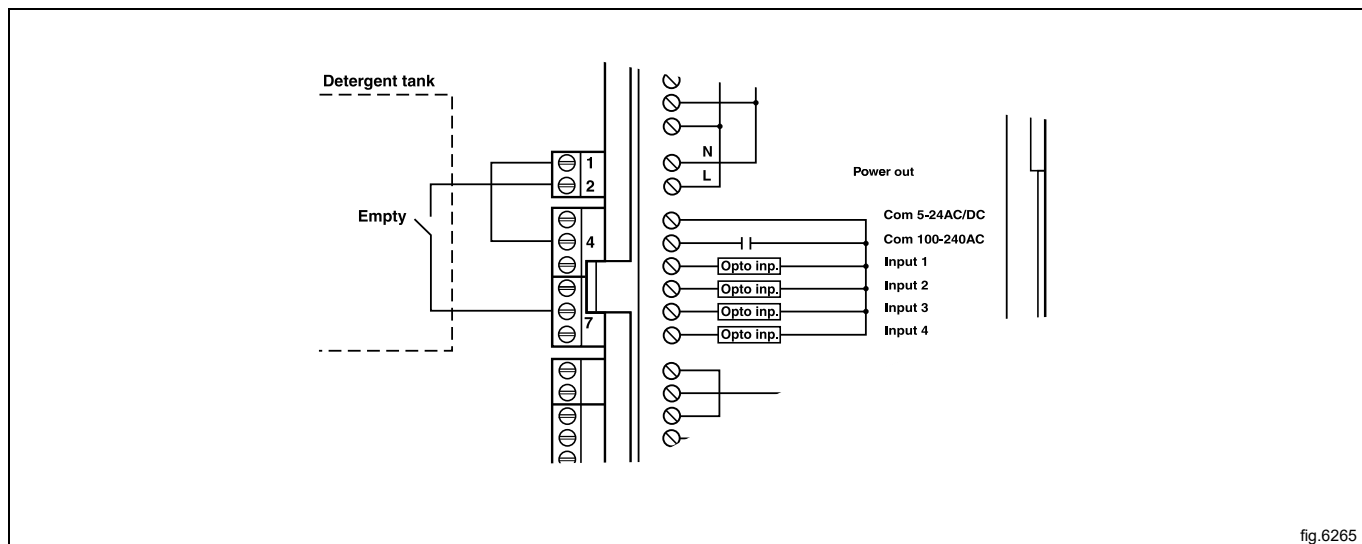 Detergent tank
Empty
1
2
4
7
N
L
Power out
Com 5-24AC/DC
Com 100-240AC
Opto inp.
Input 1
Opto inp.
Input 2
Opto inp.
Input 3
Opto inp.
Input 4
fig.6265